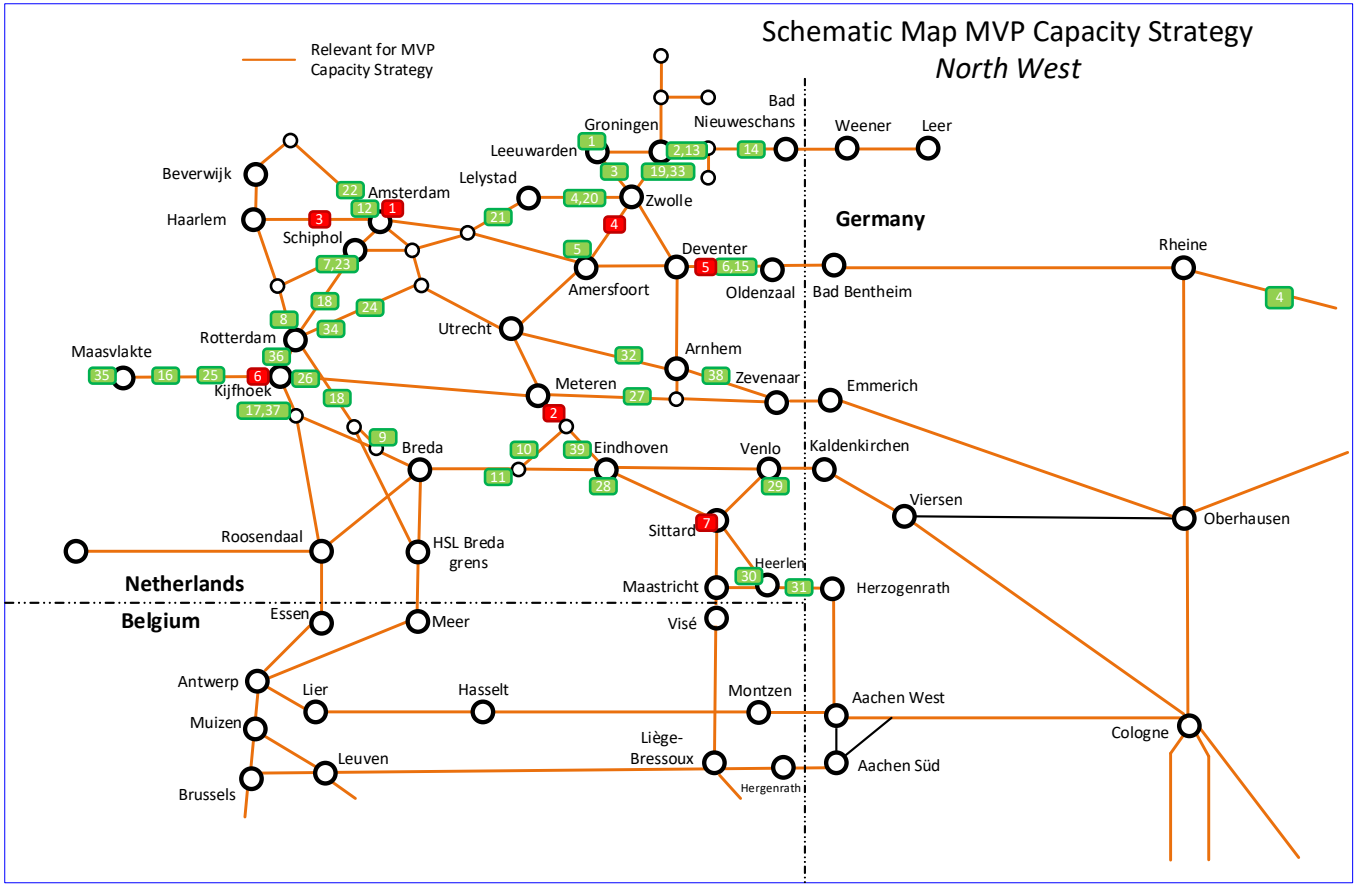 Schematic Map MVP Capacity Strategy
North West
Relevant for MVP
Capacity Strategy
Bad
Nieuweschans
Weener
Leer
Groningen
1
2,13
14
Leeuwarden
3
19,33
Beverwijk
Lelystad
22
Amsterdam
4,20
Zwolle
12
1
Haarlem
3
21
4
Germany
Schiphol
5
Deventer
Rheine
7,23
5
6,15
Oldenzaal
Bad Bentheim
Amersfoort
4
18
24
8
34
Rotterdam
Utrecht
Maasvlakte
36
32
Arnhem
35
16
25
6
26
38
Zevenaar
Emmerich
Kijfhoek
Meteren
27
18
17,37
2
9
Breda
10
39
Eindhoven
Venlo
Kaldenkirchen
11
28
29
Viersen
Oberhausen
7
Sittard
Roosendaal
HSL Breda
grens
Heerlen
30
31
Netherlands
Maastricht
Herzogenrath
Belgium
Essen
Meer
Visé
Antwerp
Lier
Hasselt
Montzen
Aachen West
Muizen
Cologne
Liège-
Bressoux
Leuven
Aachen Süd
Brussels
Hergenrath